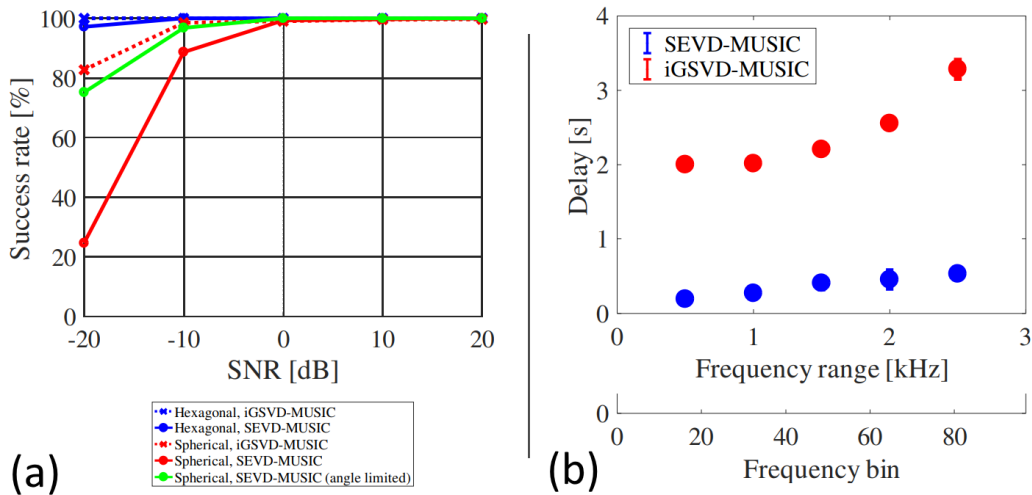 100
80
60
40
20
0
Success rate [%]
-20 -10 0 10 20
SNR [dB]
Hexagonal, iGSVD-MUSIC
Hexagonal, SEVD-MUSIC
Spherical, iGSVD-MUSIC
Spherical, SEVD-MUSIC
Spherical, SEVD-MUSIC (angle limited)
(a)
SEVD-MUSIC
iGSVD-MUSIC
4
3
2
1
0
Delay [s]
0 1 2 3
Frequency range [kHz]
0
0 20 40 60 80
Frequency bin
(b)